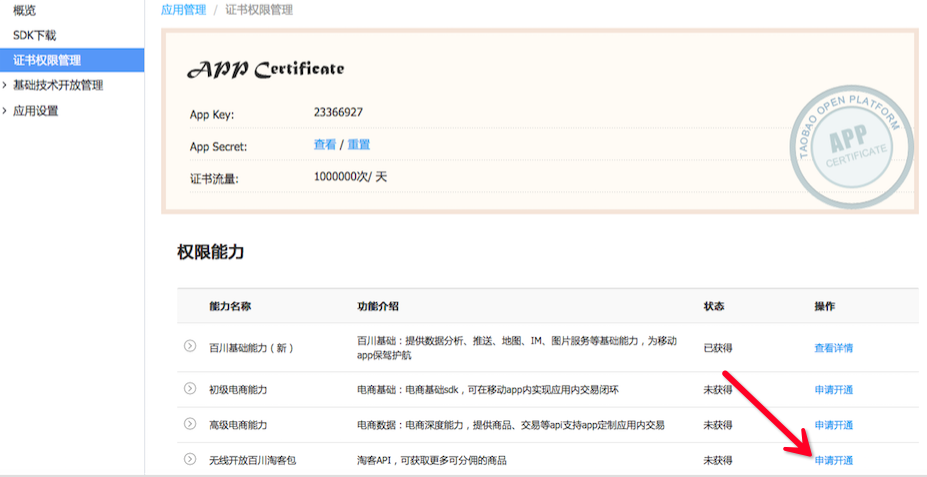 概览
SDK下载
证书权限管理
基础技术开放管理
应用设置
应用管理 / 证书权限管理
APP Certificate
App Key: 23366927
App Secret: 查看 / 重置
证书流量: 1000000次/ 天
TAOBAO OPEN PLATFORM
APP
CERTIFICATE
权限能力
能力名称 功能介绍 状态 操作
百川基础能力（新） 百川基础：提供数据分析、推送、地图、IM、图片服务等基础能力，为移动 已获得 查看详情
app保驾护航
初级电商能力 电商基础：电商基础sdk，可在移动app内实现应用内交易闭环 未获得 申请开通
高级电商能力 电商数据：电商深度能力，提供商品、交易等api支持app定制应用内交易 未获得 申请开通
无线开放百川淘客包 淘客API，可获取更多可分佣的商品 未获得 申请开通